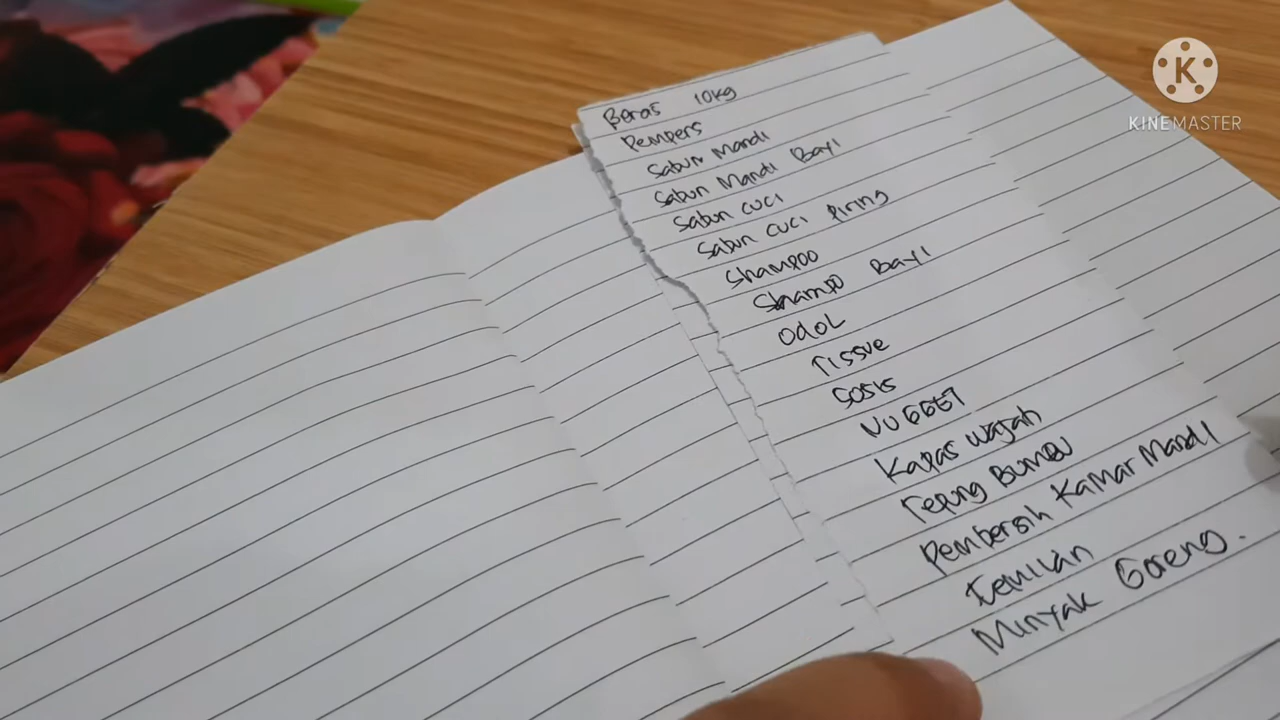 Beras 10kg
Pempers
Sabun Mandi
Sabun Mandi Bayi
Sabun cuci
Sabun cuci piring
Shampoo
Shampo Bayi
Odol
Tissue
Sosis
NUGGET
Kapas wajah
Tepung Bumbu
Pembersih Kamar Mandi
Cemilan
Minyak Goreng.
KINEMASTER